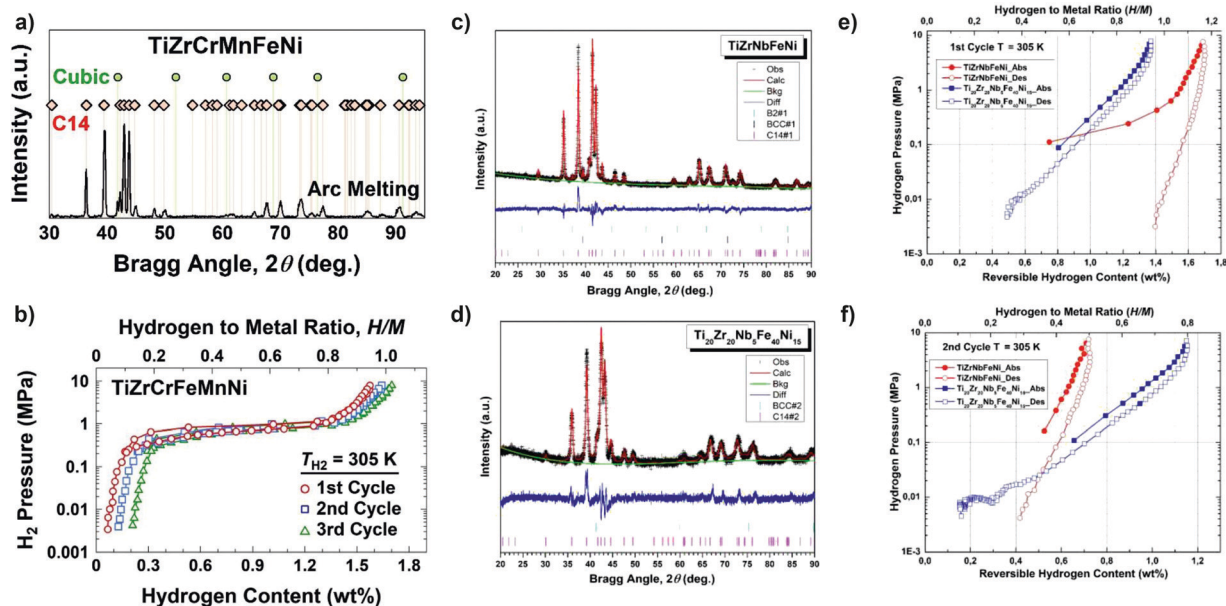 a)
TiZrCrMnFeNi
Cubic
C14
Arc Melting
Intensity (a.u.)
30 40 50 60 70 80 90
Bragg Angle, 2θ (deg.)
b)
Hydrogen to Metal Ratio, H/M
0 0.2 0.4 0.6 0.8 1.0
TiZrCrFeMnNi
H2 Pressure (MPa)
10
1
0.1
0.01
0.001
TH2 = 305 K
1st Cycle
2nd Cycle
3rd Cycle
0 0.3 0.6 0.9 1.2 1.5 1.8
Hydrogen Content (wt%)
c)
TiZrNbFeNi
Obs
Calc
Bkg
Diff
B2#1
BCC#1
C14#1
Intensity (a.u.)
20 25 30 35 40 45 50 55 60 65 70 75 80 85 90
Bragg Angle, 2θ (deg.)
d)
Ti20Zr20Nb5Fe40Ni15
Obs
Calc
Bkg
Diff
BCC#2
C14#2
Intensity (a.u.)
20 25 30 35 40 45 50 55 60 65 70 75 80 85 90
Bragg Angle, 2θ (deg.)
e)
Hydrogen to Metal Ratio (H/M)
0,0 0,2 0,4 0,6 0,8 1,0 1,2
1st Cycle T = 305 K
TiZrNbFeNi_Abs
TiZrNbFeNi_Des
Hydrogen Pressure (MPa)
10
1
0,1
0,01
1E-3
0,0 0,2 0,4 0,6 0,8 1,0 1,2 1,4 1,6 1,8
Reversible Hydrogen Content (wt%)
f)
Hydrogen to Metal Ratio (H/M)
0,0 0,2 0,4 0,6 0,8
2nd Cycle T = 305 K
TiZrNbFeNi_Abs
TiZrNbFeNi_Des
Hydrogen Pressure (MPa)
10
1
0,1
0,01
1E-3
0,0 0,2 0,4 0,6 0,8 1,0 1,2
Reversible Hydrogen Content (wt%)